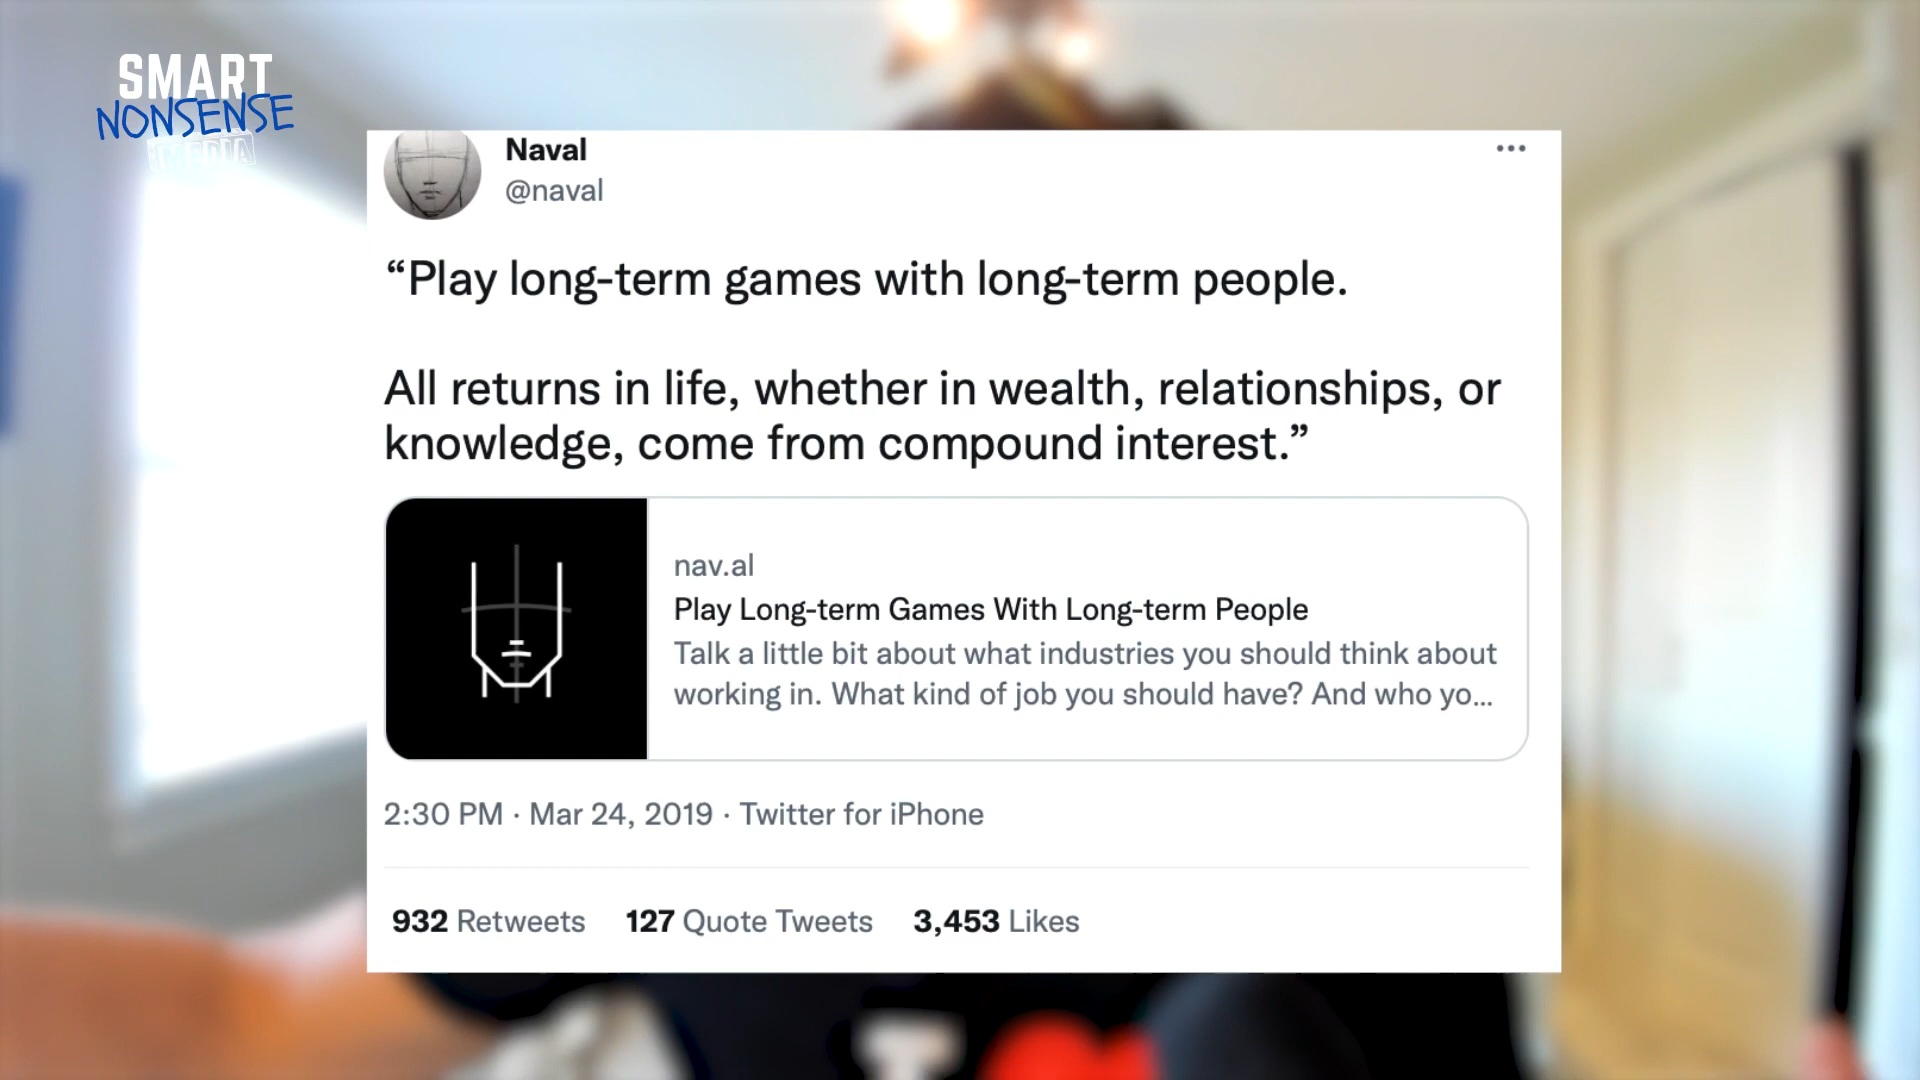 SMART
NONSENSE
MEDIA
Naval
@naval
“Play long-term games with long-term people.
All returns in life, whether in wealth, relationships, or
knowledge, come from compound interest.”
nav.al
Play Long-term Games With Long-term People
Talk a little bit about what industries you should think about
working in. What kind of job you should have? And who yo...
2:30 PM · Mar 24, 2019 · Twitter for iPhone
932 Retweets 127 Quote Tweets 3,453 Likes
I